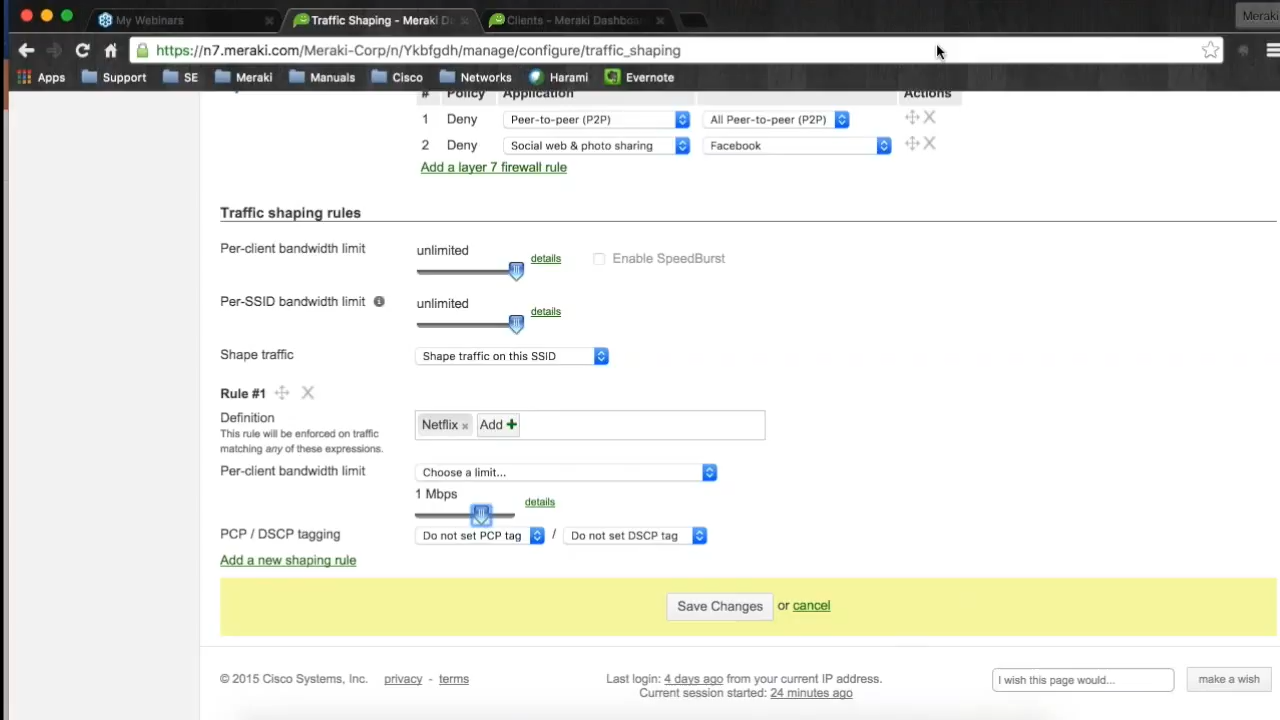 My Webinars
Traffic Shaping - Meraki Da
Clients - Meraki Dashboar
Meraki
https://n7.meraki.com/Meraki-Corp/n/Ykbfgdh/manage/configure/traffic_shaping
Apps Support SE Meraki Manuals Cisco Networks Harami Evernote
# Policy Application Actions
1 Deny Peer-to-peer (P2P) All Peer-to-peer (P2P)
2 Deny Social web & photo sharing Facebook
Add a layer 7 firewall rule
Traffic shaping rules
Per-client bandwidth limit unlimited details Enable SpeedBurst
Per-SSID bandwidth limit unlimited details
Shape traffic Shape traffic on this SSID
Rule #1
Definition
This rule will be enforced on traffic
matching any of these expressions.
Netflix Add
Per-client bandwidth limit Choose a limit...
1 Mbps details
PCP / DSCP tagging Do not set PCP tag / Do not set DSCP tag
Add a new shaping rule
Save Changes or cancel
© 2015 Cisco Systems, Inc. privacy - terms
Last login: 4 days ago from your current IP address.
Current session started: 24 minutes ago
I wish this page would...
make a wish